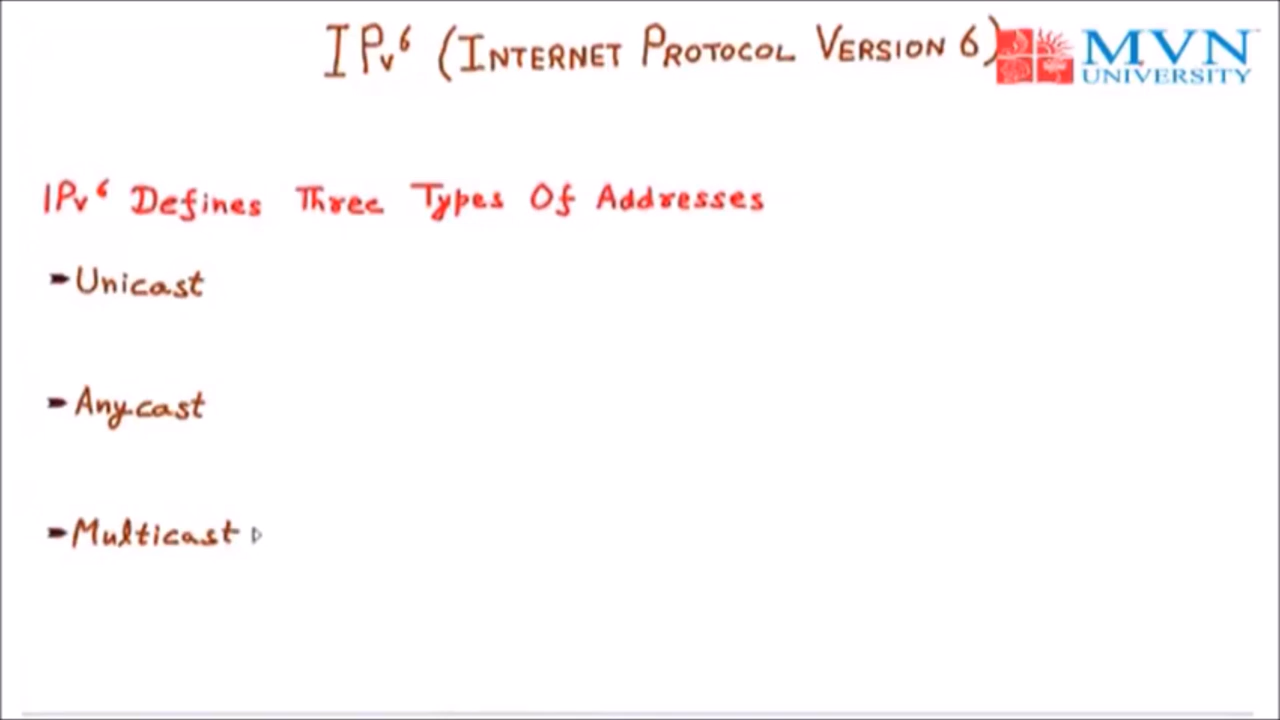 IPv6 (INTERNET PROTOCOL VERSION 6)
MVN
UNIVERSITY
IPv6 Defines Three Types Of Addresses
Unicast
Anycast
Multicast